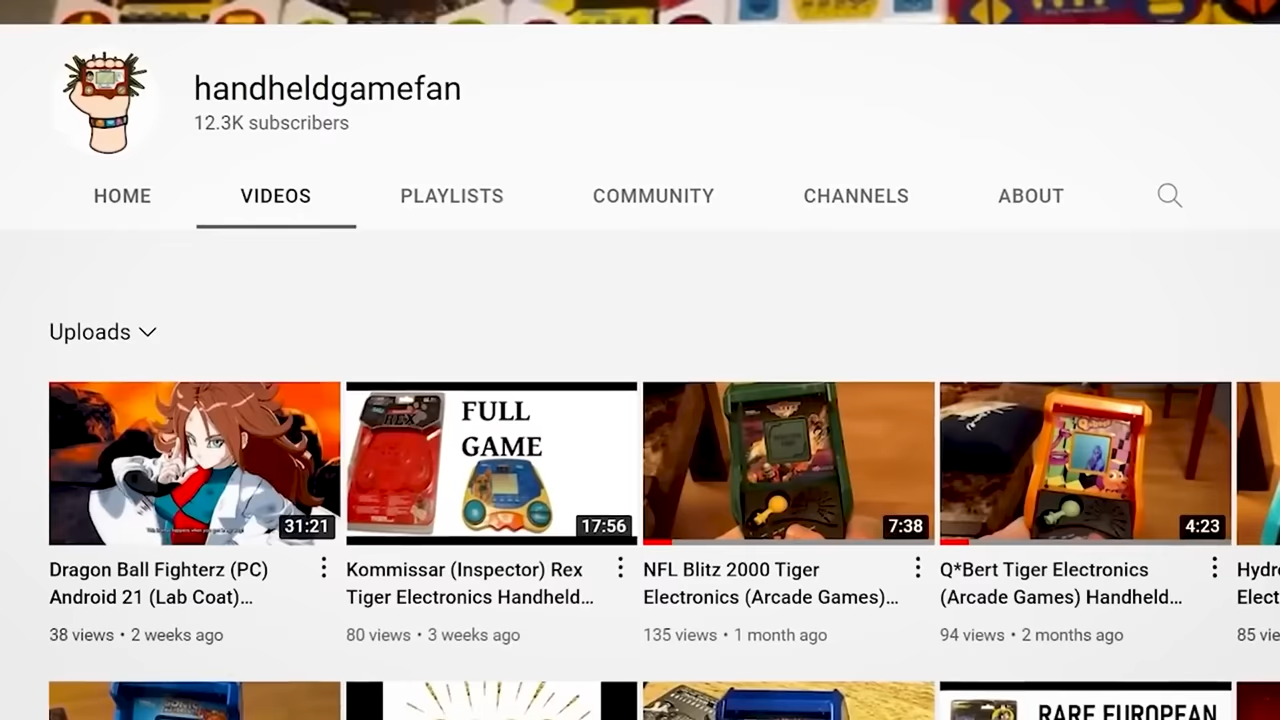 handheldgamefan
12.3K subscribers
HOME
VIDEOS
PLAYLISTS
COMMUNITY
CHANNELS
ABOUT
Uploads
REX
FULL
GAME
Q*bert
31:21
17:56
7:38
4:23
Dragon Ball Fighterz (PC)
Android 21 (Lab Coat)...
38 views • 2 weeks ago
Kommissar (Inspector) Rex
Tiger Electronics Handheld...
80 views • 3 weeks ago
NFL Blitz 2000 Tiger
Electronics (Arcade Games)...
135 views • 1 month ago
Q*Bert Tiger Electronics
(Arcade Games) Handheld...
94 views • 2 months ago
Hydr
Elect
85 vie
RARE EUROPEAN